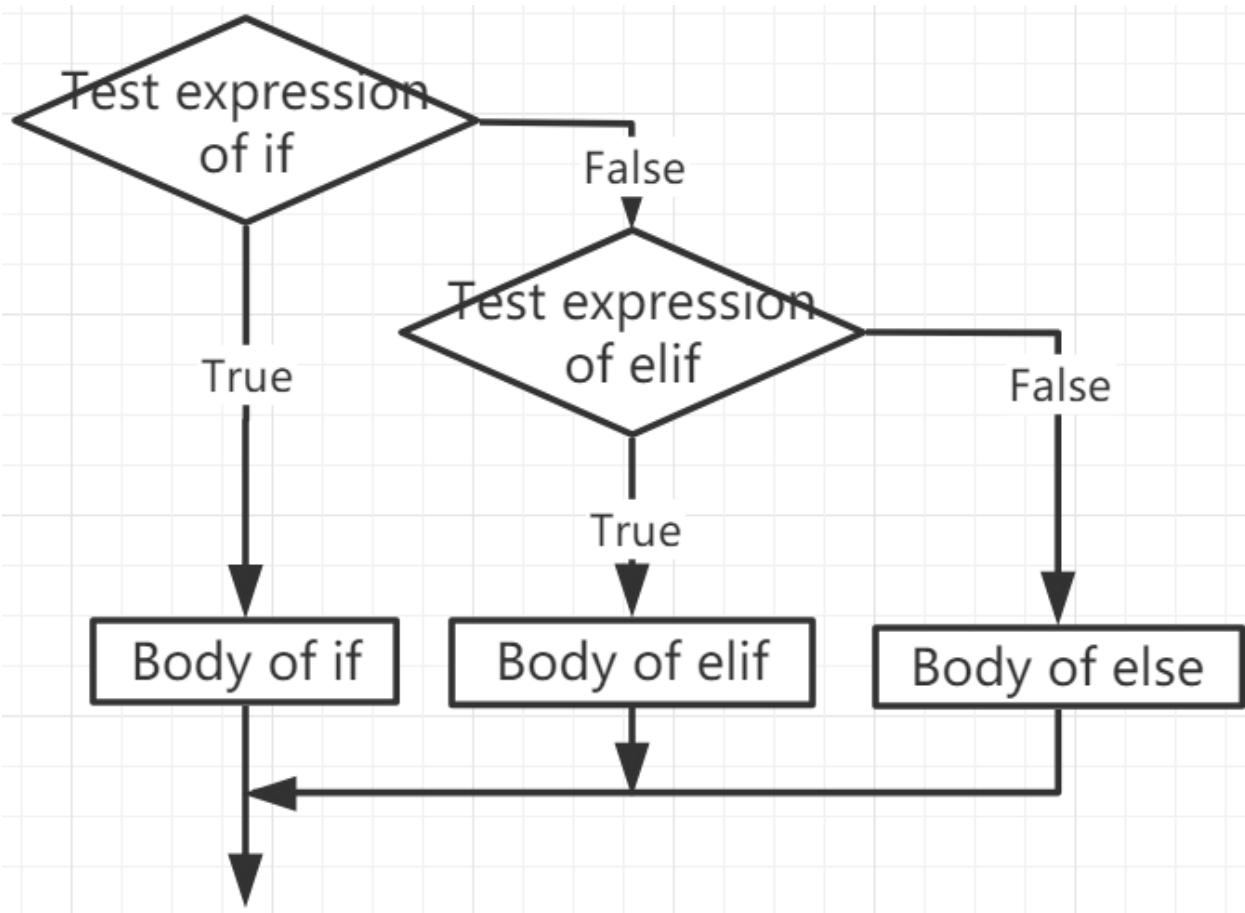 Test expression
of if
False
Test expression
of elif
True
False
True
Body of if
Body of elif
Body of else